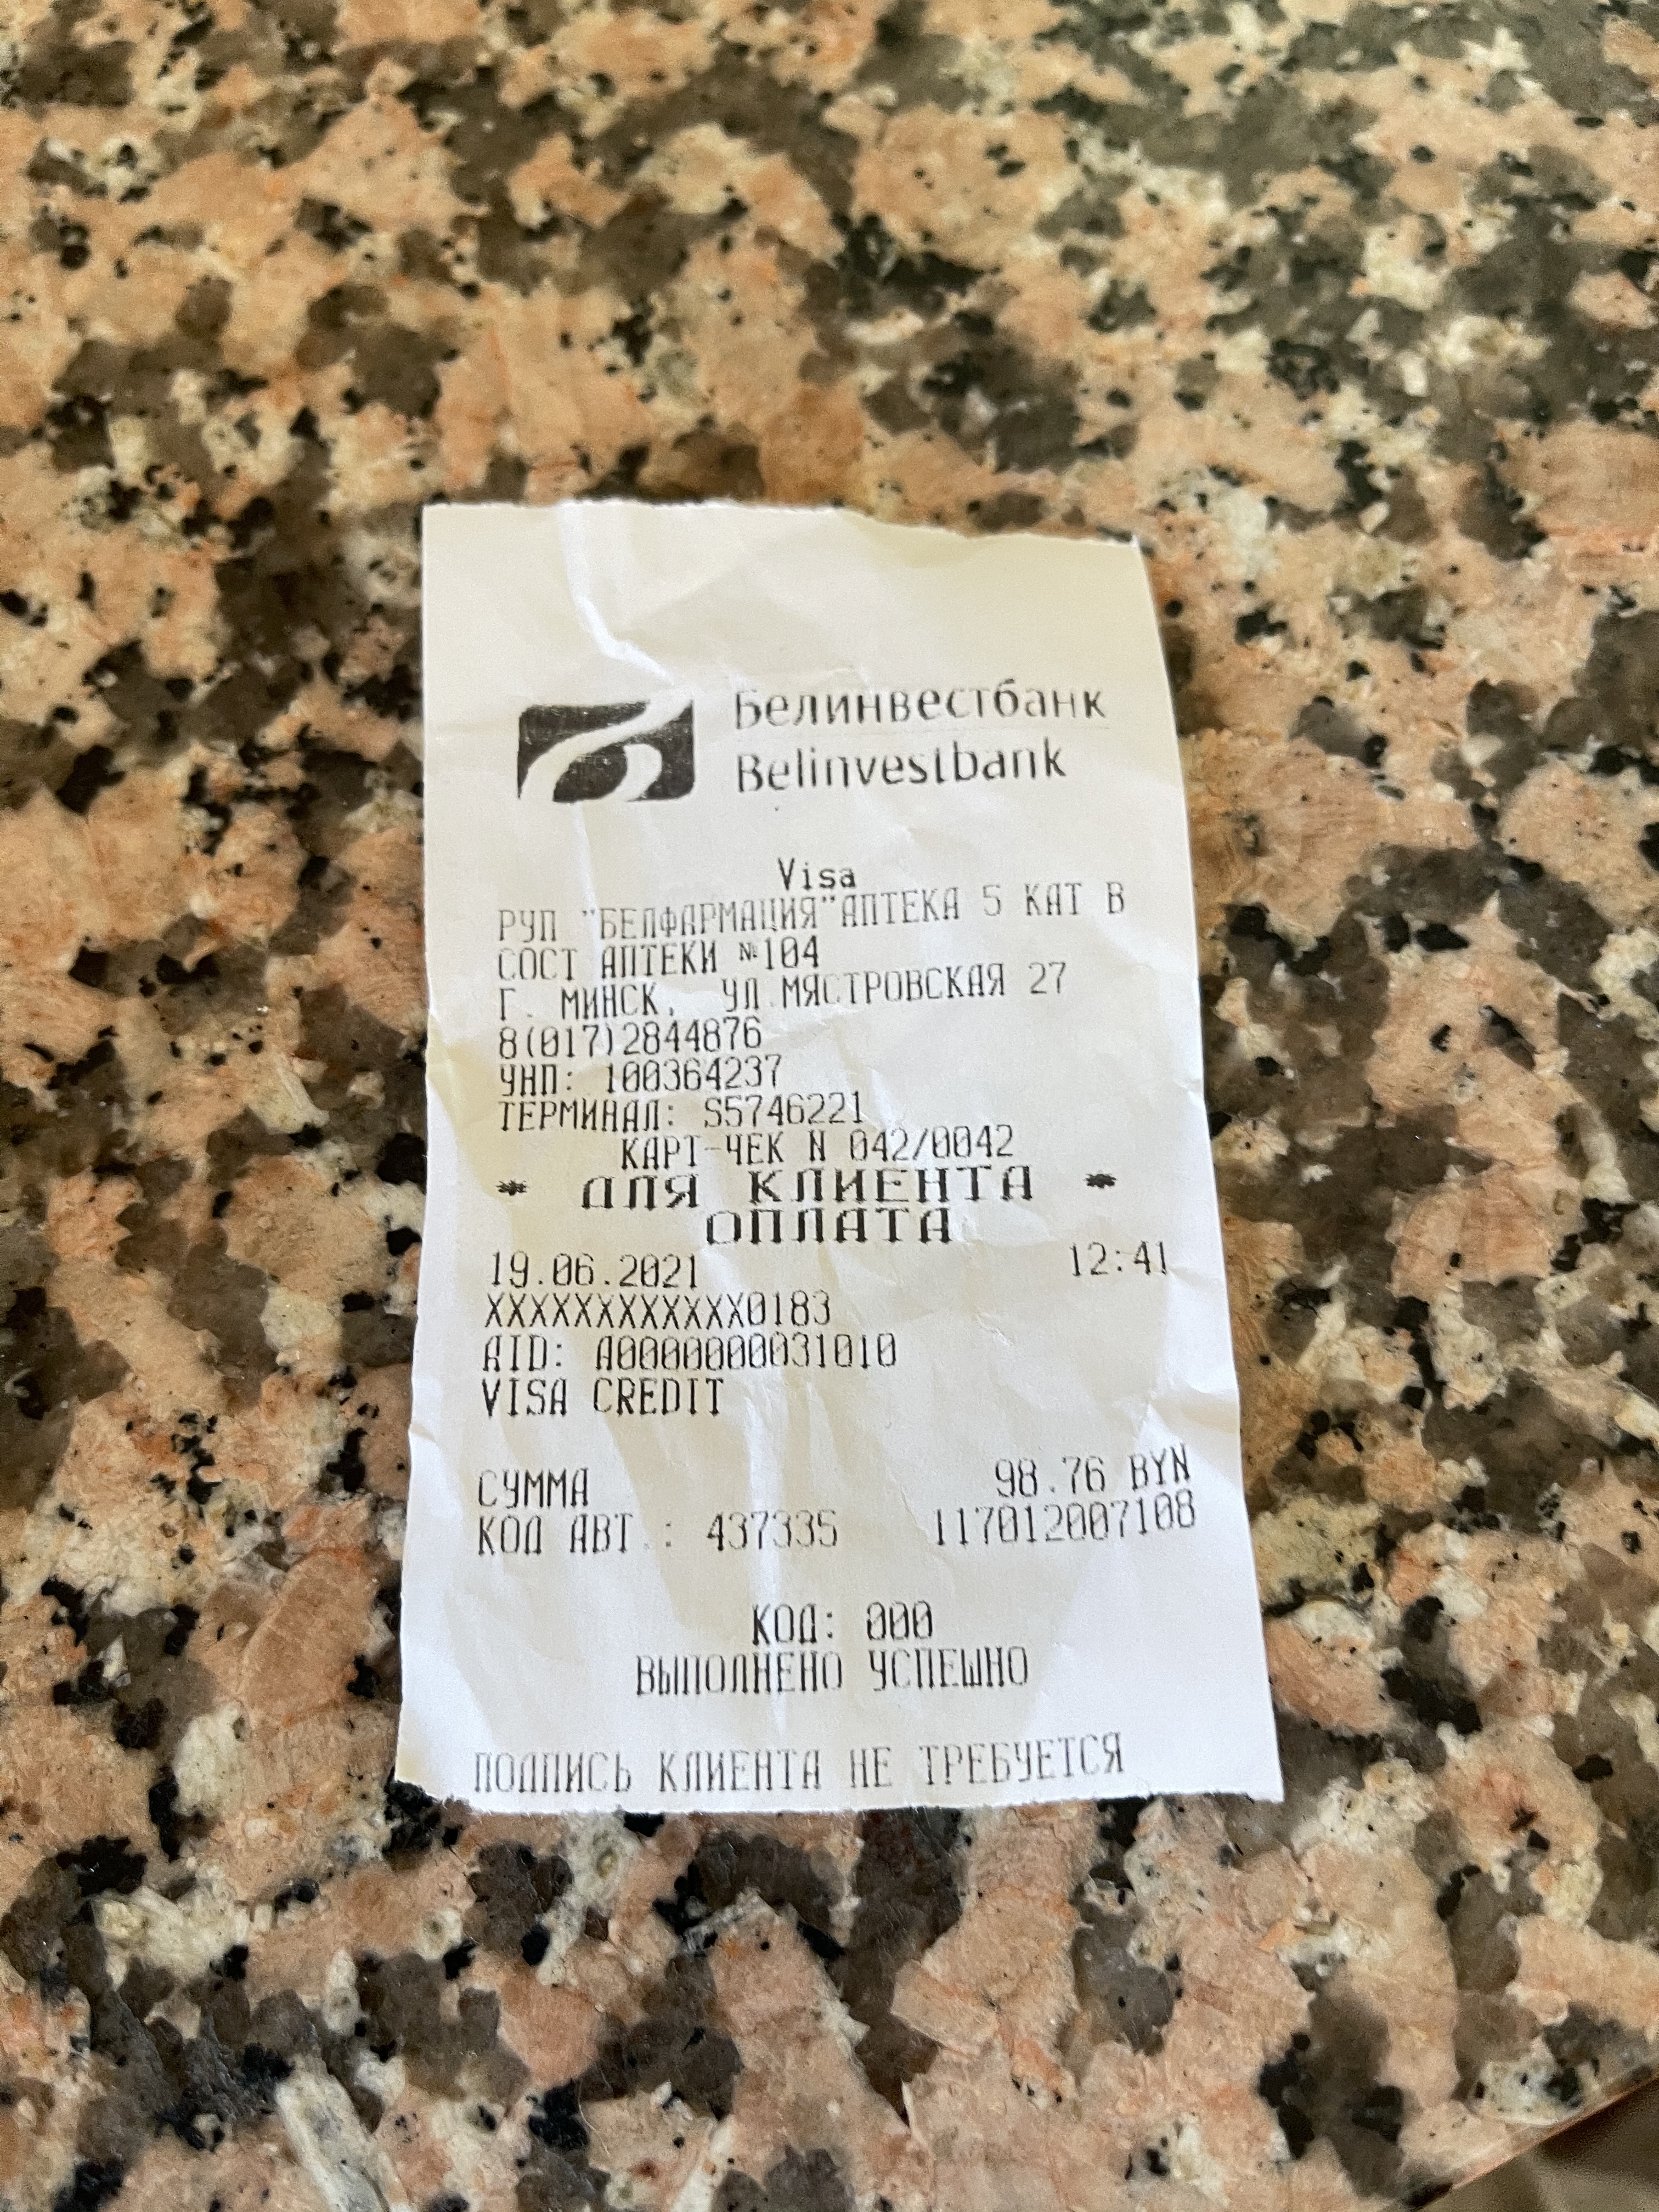 Белинвестбанк
Belinvestbank
Visa
РУП "БЕЛФАРМАЦИЯ"АПТЕКА 5 КАТ В
СОСТ АПТЕКИ №104
Г. МИНСК, УЛ.МЯСТРОВСКАЯ 27
8(017)2844876
УНП: 100364237
ТЕРМИНАЛ: S5746221
КАРТ-ЧЕК N 042/0042
* ДЛЯ КЛИЕНТА *
ОПЛАТА
19.06.2021 12:41
XXXXXXXXXXXX0183
AID: A0000000031010
VISA CREDIT
СУММА 98.76 BYN
КОД АВТ.: 437335 117012007108
КОД: 000
ВЫПОЛНЕНО УСПЕШНО
ПОДПИСЬ КЛИЕНТА НЕ ТРЕБУЕТСЯ